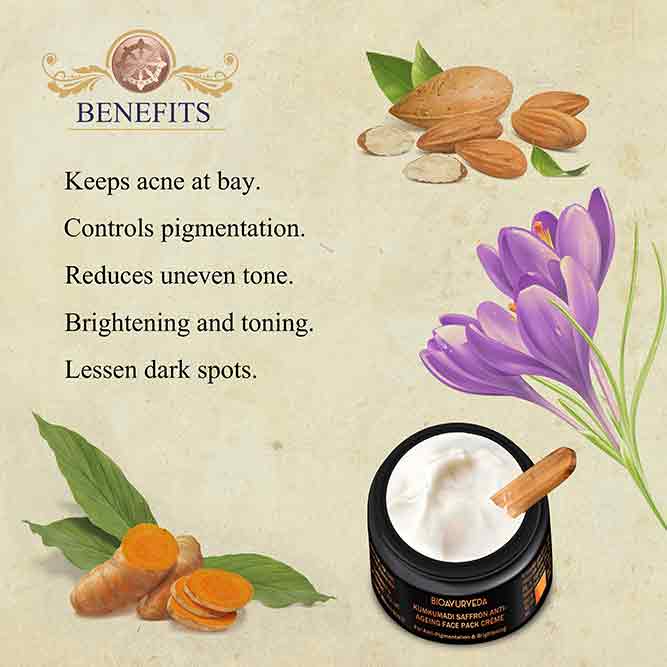 BENEFITS
Keeps acne at bay.
Controls pigmentation.
Reduces uneven tone.
Brightening and toning.
Lessen dark spots.
BIOAYURVEDA
KUMKUMADI SAFFRON ANTI-
AGEING FACE PACK CRÈME
For Anti-Pigmentation & Brightening